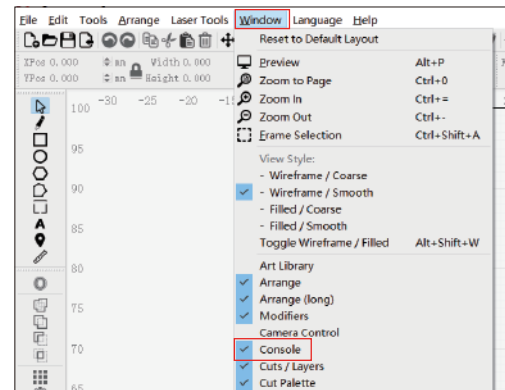 File Edit Tools Arrange Laser Tools Window Language Help
Reset to Default Layout
XPos 0.000 mm Width 0.000
YPos 0.000 mm Height 0.000
Preview Alt+P
Zoom to Page Ctrl+0
Zoom In Ctrl+=
Zoom Out Ctrl+-
Frame Selection Ctrl+Shift+A
View Style:
- Wireframe / Coarse
- Wireframe / Smooth
- Filled / Coarse
- Filled / Smooth
Toggle Wireframe / Filled Alt+Shift+W
Art Library
Arrange
Arrange (long)
Modifiers
Camera Control
Console
Cuts / Layers
Cut Palette
-30 -25 -20
100
95
90
85
80
75
70
65
A